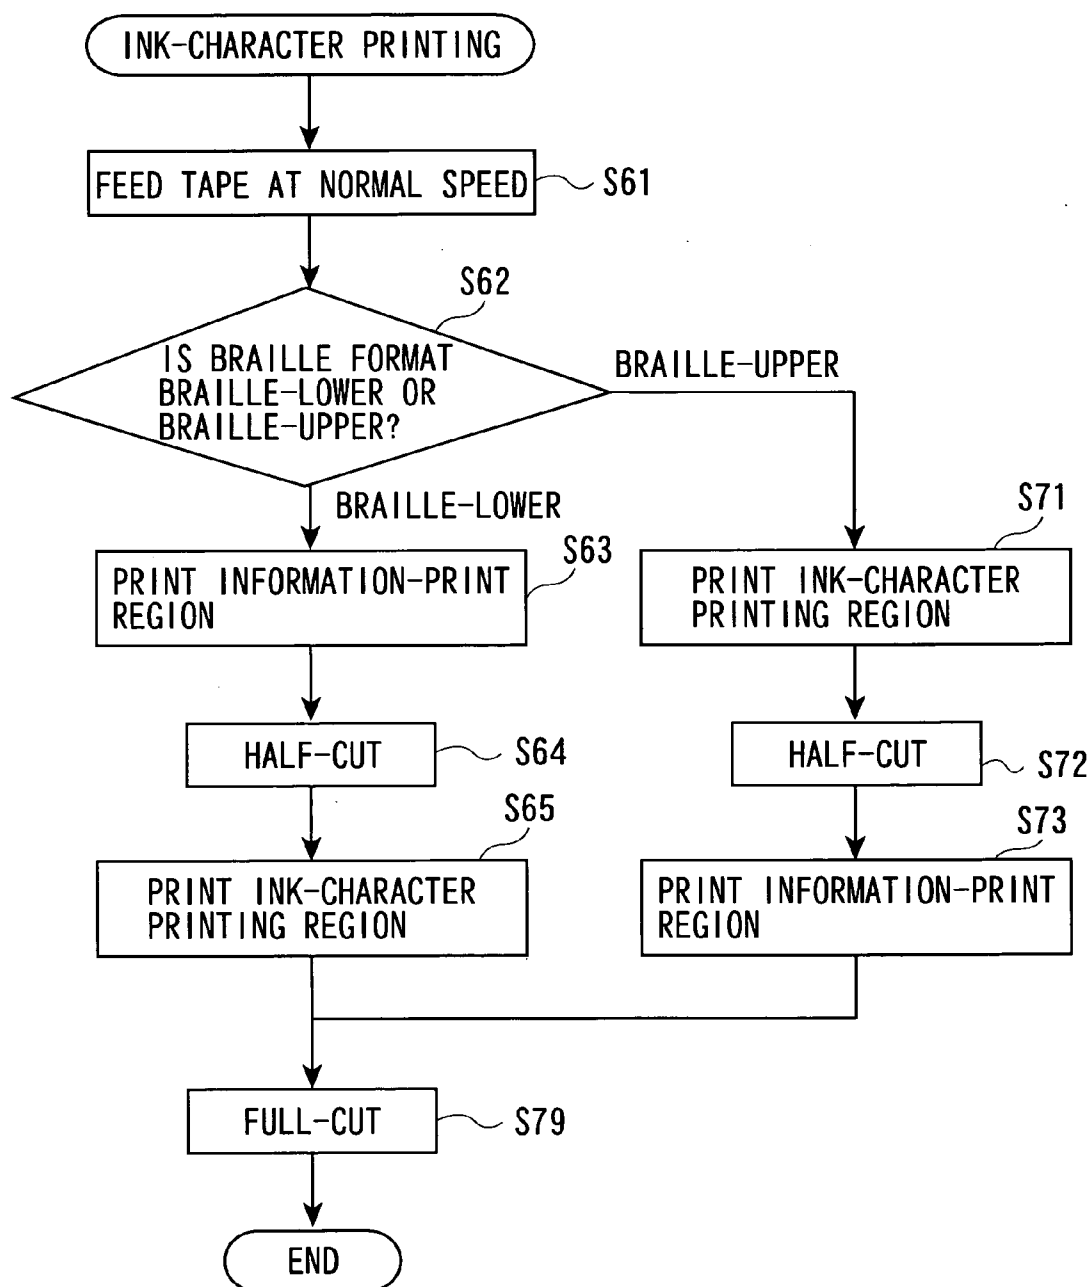 INK-CHARACTER PRINTING
FEED TAPE AT NORMAL SPEED
S61
S62
IS BRAILLE FORMAT
BRAILLE-LOWER OR
BRAILLE-UPPER?
BRAILLE-UPPER
BRAILLE-LOWER
S63
PRINT INFORMATION-PRINT
REGION
S71
PRINT INK-CHARACTER
PRINTING REGION
HALF-CUT
S64
HALF-CUT
S72
S65
PRINT INK-CHARACTER
PRINTING REGION
S73
PRINT INFORMATION-PRINT
REGION
FULL-CUT
S79
END